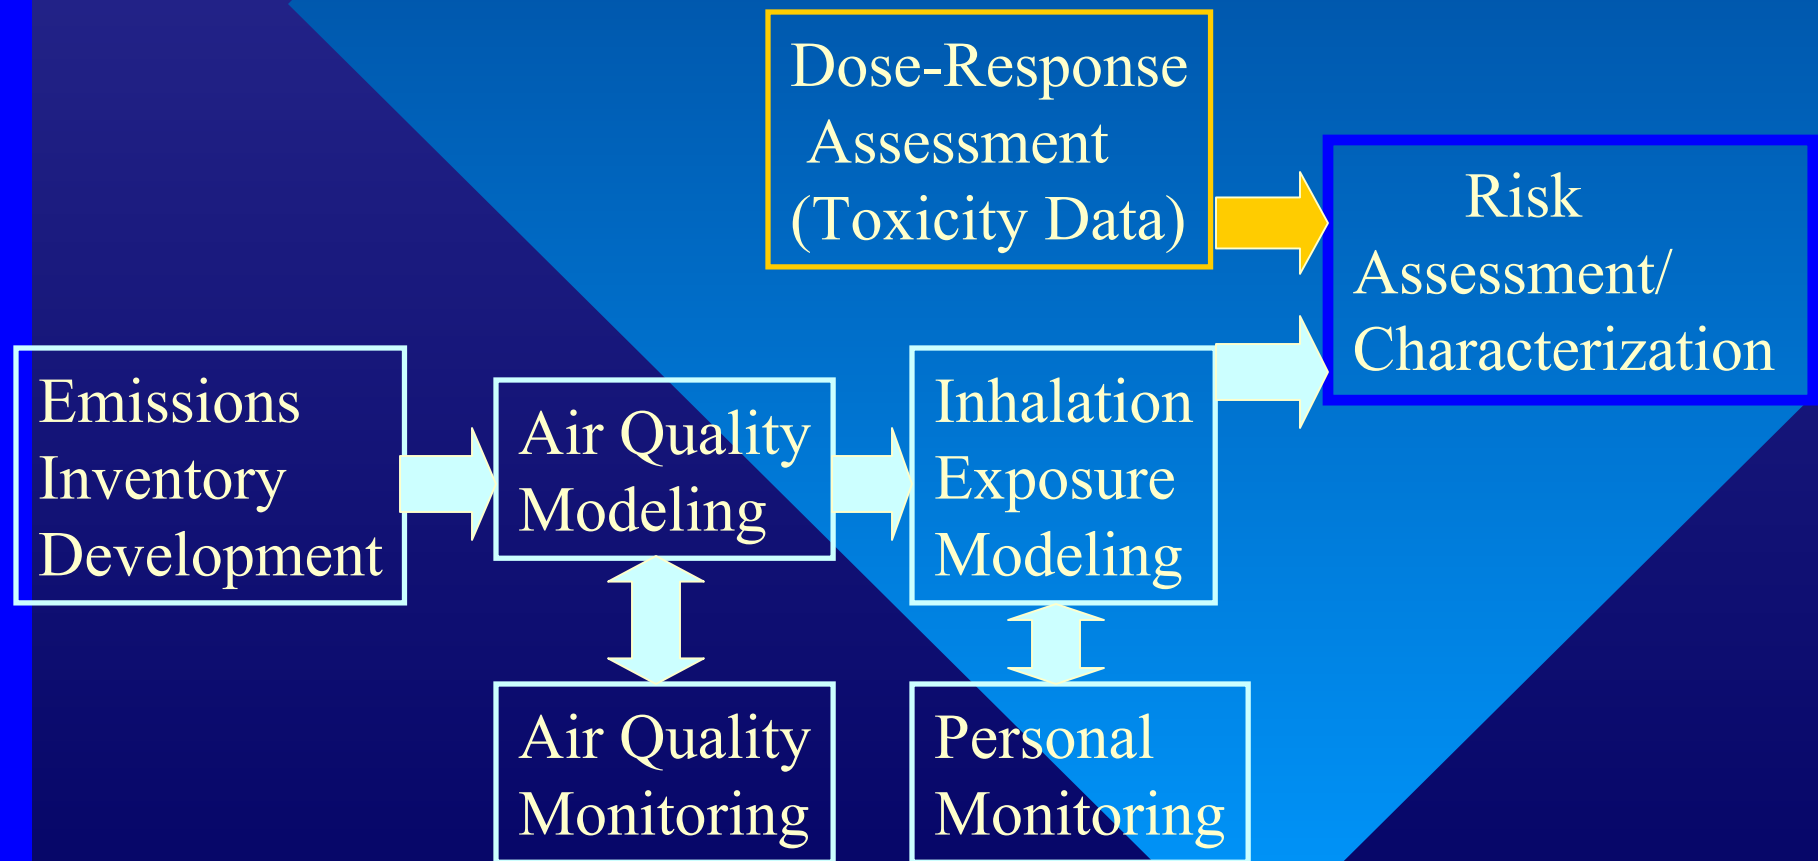 Dose-Response
Assessment
(Toxicity Data)
Risk
Assessment/
Characterization
Emissions
Inventory
Development
Air Quality
Modeling
Inhalation
Exposure
Modeling
Air Quality
Monitoring
Personal
Monitoring